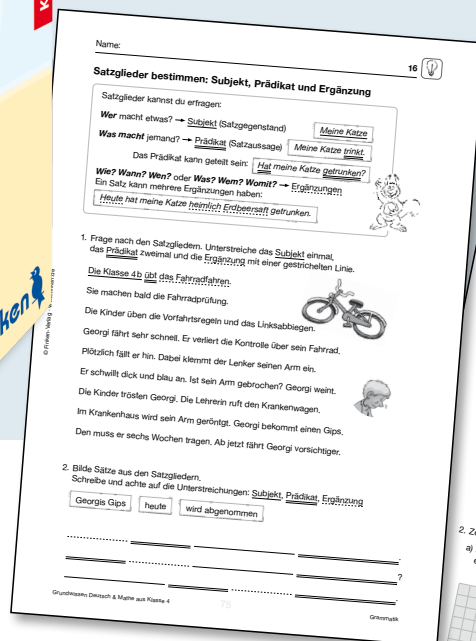 Name:
16
Satzglieder bestimmen: Subjekt, Prädikat und Ergänzung
Satzglieder kannst du erfragen:
Wer macht etwas? → Subjekt (Satzgegenstand) Meine Katze
Was macht jemand? → Prädikat (Satzaussage) Meine Katze trinkt.
Das Prädikat kann geteilt sein: Hat meine Katze getrunken?
Wie? Wann? Wen? oder Was? Wem? Womit? → Ergänzungen
Ein Satz kann mehrere Ergänzungen haben:
Heute hat meine Katze heimlich Erdbeersaft getrunken.
1. Frage nach den Satzgliedern. Unterstreiche das Subjekt einmal,
das Prädikat zweimal und die Ergänzung mit einer gestrichelten Linie.
Die Klasse 4b übt das Fahrradfahren.
Sie machen bald die Fahrradprüfung.
Die Kinder üben die Vorfahrtsregeln und das Linksabbiegen.
Georgi fährt sehr schnell. Er verliert die Kontrolle über sein Fahrrad.
Plötzlich fällt er hin. Dabei klemmt der Lenker seinen Arm ein.
Er schwillt dick und blau an. Ist sein Arm gebrochen? Georgi weint.
Die Kinder trösten Georgi. Die Lehrerin ruft den Krankenwagen.
Im Krankenhaus wird sein Arm geröntgt. Georgi bekommt einen Gips.
Den muss er sechs Wochen tragen. Ab jetzt fährt Georgi vorsichtiger.
2. Bilde Sätze aus den Satzgliedern.
Schreibe und achte auf die Unterstreichungen: Subjekt, Prädikat, Ergänzung
Georgis Gips heute wird abgenommen
.
?
.
Grundwissen Deutsch & Mathe aus Klasse 4
78
Grammatik
© Finken-Verlag
ken
K
2. Z
a)